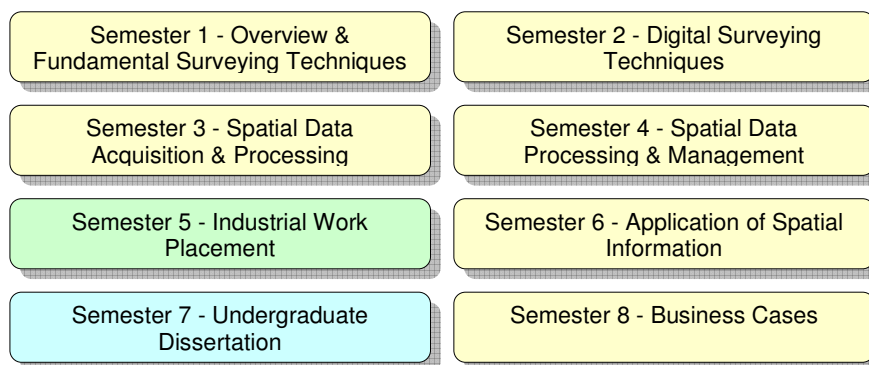 Semester 1 - Overview &
Fundamental Surveying Techniques
Semester 2 - Digital Surveying
Techniques
Semester 3 - Spatial Data
Acquisition & Processing
Semester 4 - Spatial Data
Processing & Management
Semester 5 - Industrial Work
Placement
Semester 6 - Application of Spatial
Information
Semester 7 - Undergraduate
Dissertation
Semester 8 - Business Cases